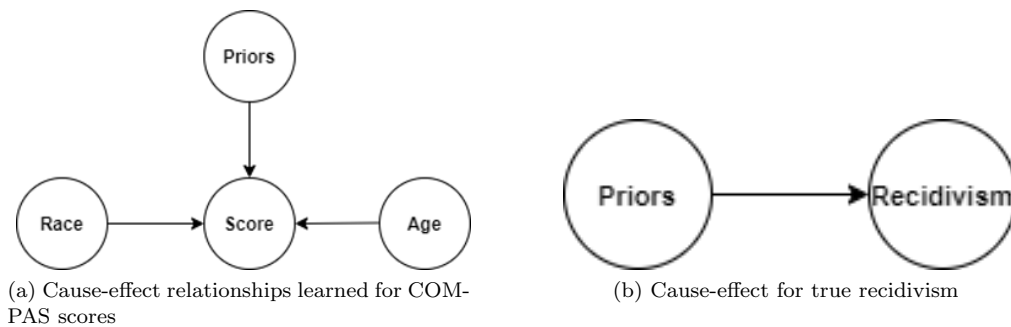 Priors
Race
Score
Age
(a) Cause-effect relationships learned for COM-
PAS scores
Priors
Recidivism
(b) Cause-effect for true recidivism